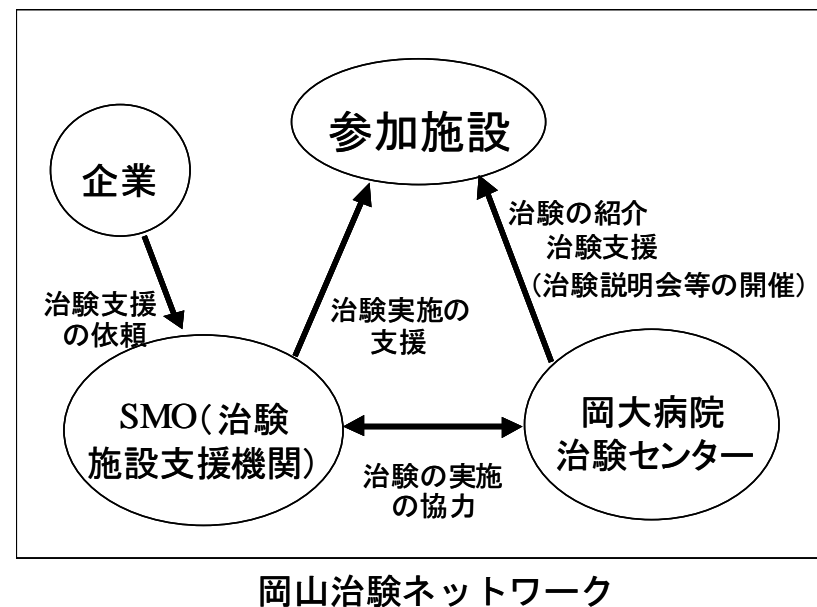 参加施設
企業
治験の紹介
治験支援
（治験説明会等の開催）
治験支援
の依頼
治験実施の
支援
SMO（治験
施設支援機関）
岡大病院
治験センター
治験の実施
の協力
岡山治験ネットワーク